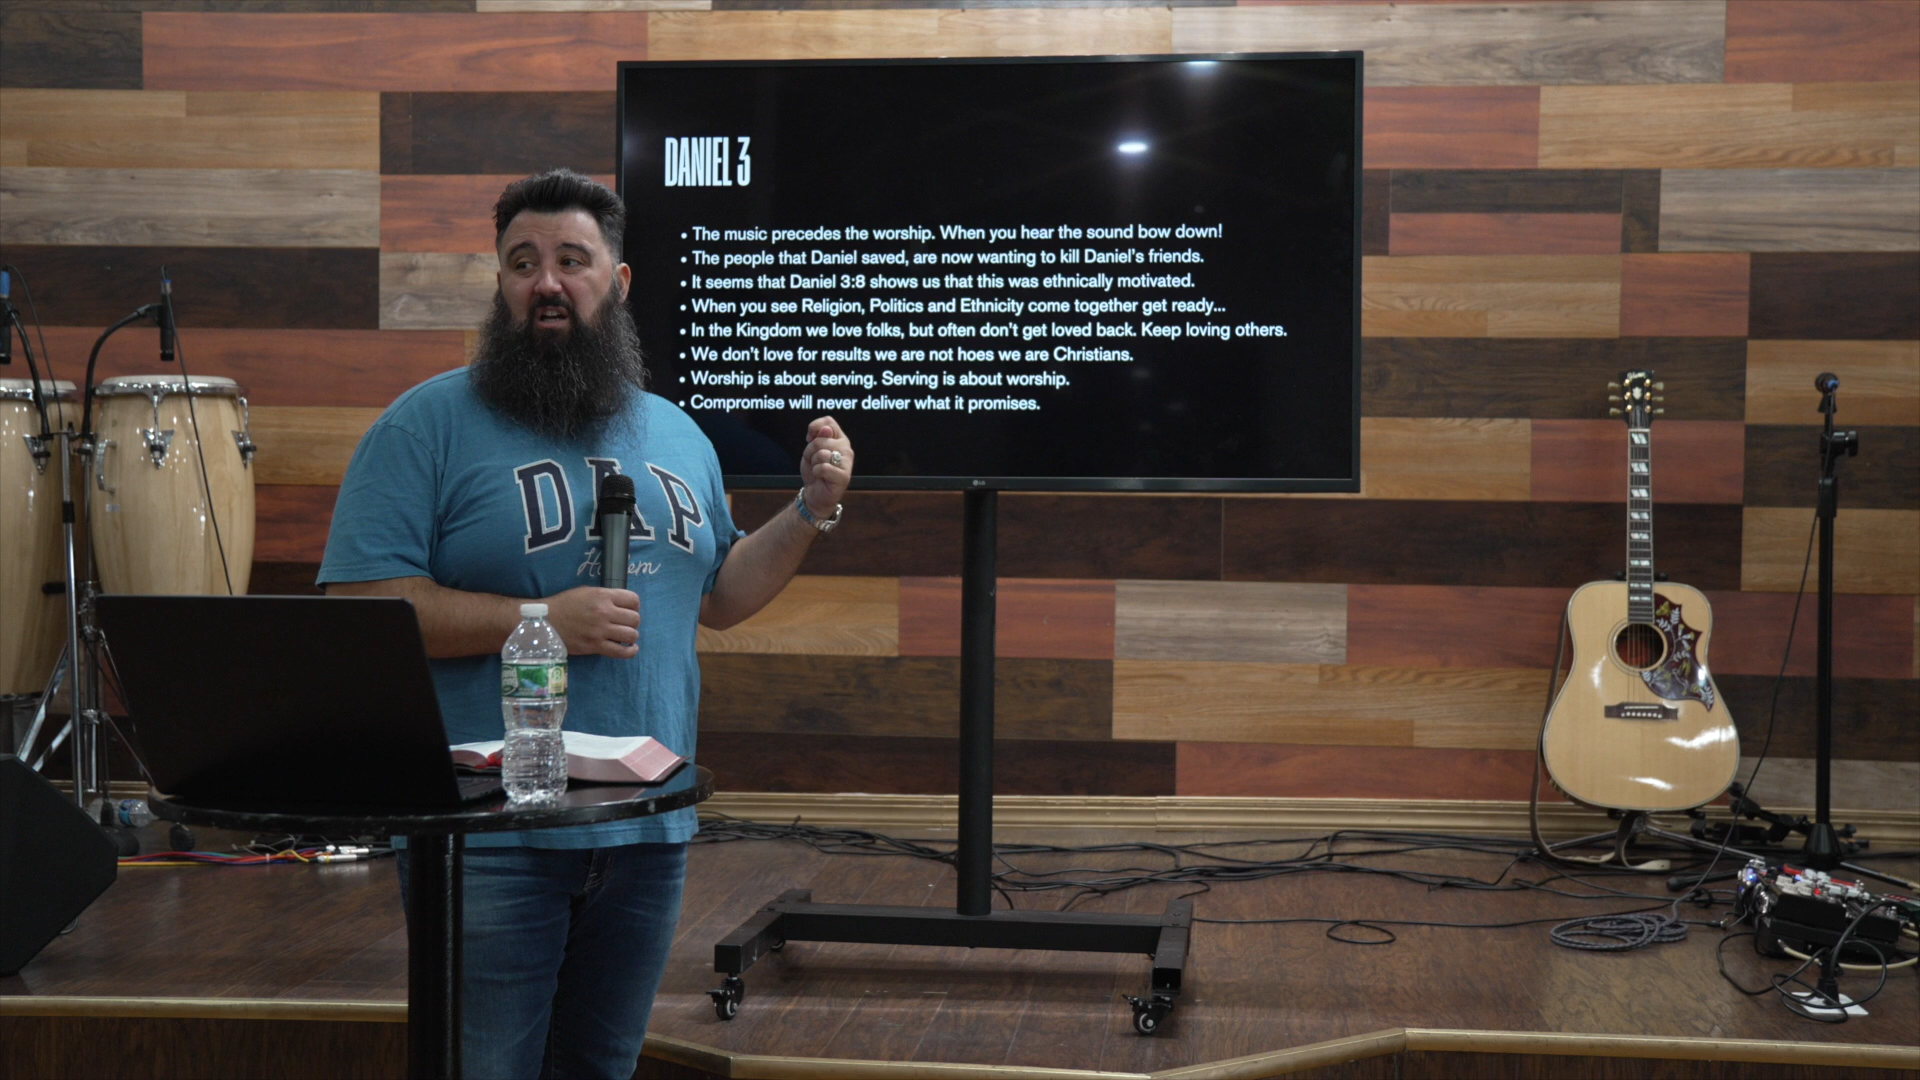 DANIEL 3
• The music precedes the worship. When you hear the sound bow down!
• The people that Daniel saved, are now wanting to kill Daniel's friends.
• It seems that Daniel 3:8 shows us that this was ethnically motivated.
• When you see Religion, Politics and Ethnicity come together get ready...
• In the Kingdom we love folks, but often don't get loved back. Keep loving others.
• We don't love for results we are not hoes we are Christians.
• Worship is about serving. Serving is about worship.
• Compromise will never deliver what it promises.
LG
DAP